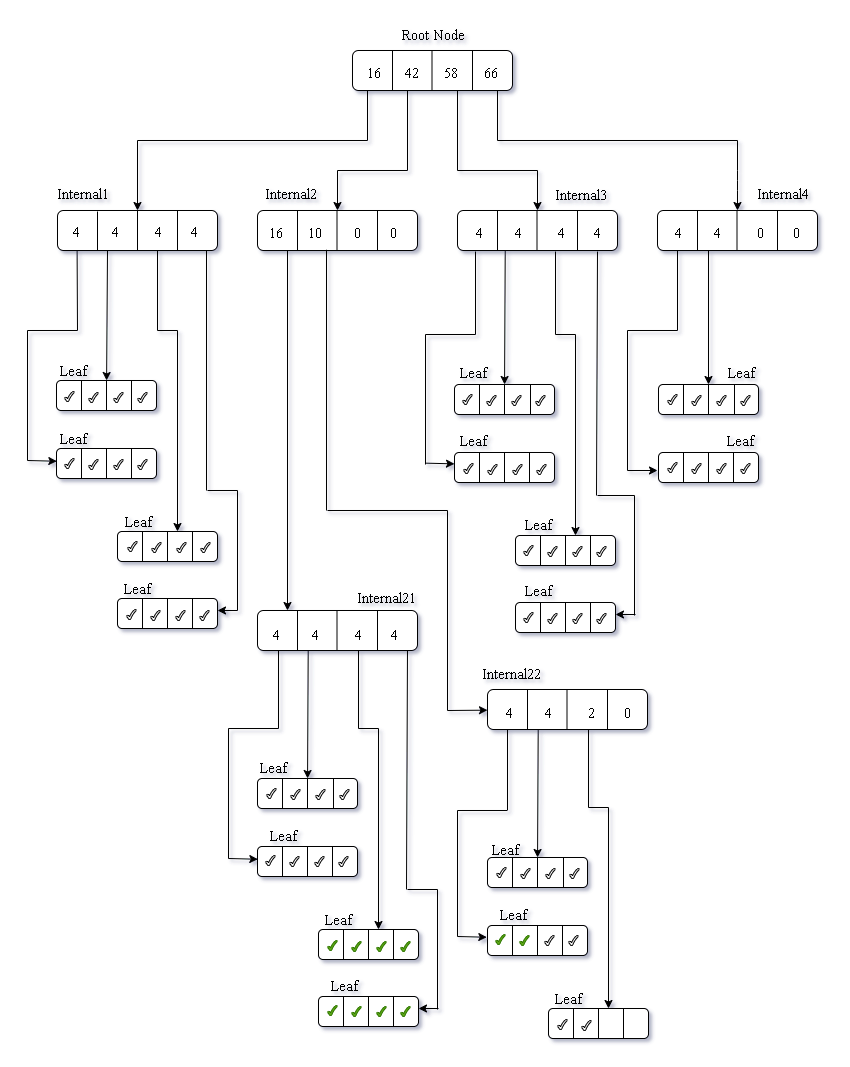 Root Node
16 42 58 66
Internal1
Internal2
Internal3
Internal4
4 4 4 4
16 10 0 0
4 4 4 4
4 4 0 0
Leaf
✓ ✓ ✓ ✓
Leaf
✓ ✓ ✓ ✓
Leaf
✓ ✓ ✓ ✓
Leaf
✓ ✓ ✓ ✓
Leaf
✓ ✓ ✓ ✓
Leaf
✓ ✓ ✓ ✓
Leaf
✓ ✓ ✓ ✓
Leaf
✓ ✓ ✓ ✓
Leaf
✓ ✓ ✓ ✓
Leaf
✓ ✓ ✓ ✓
Internal21
4 4 4 4
Leaf
✓ ✓ ✓ ✓
Leaf
✓ ✓ ✓ ✓
Leaf
✓ ✓ ✓ ✓
Leaf
✓ ✓ ✓ ✓
Internal22
4 4 2 0
Leaf
✓ ✓ ✓ ✓
Leaf
✓ ✓ ✓ ✓
Leaf
✓ ✓